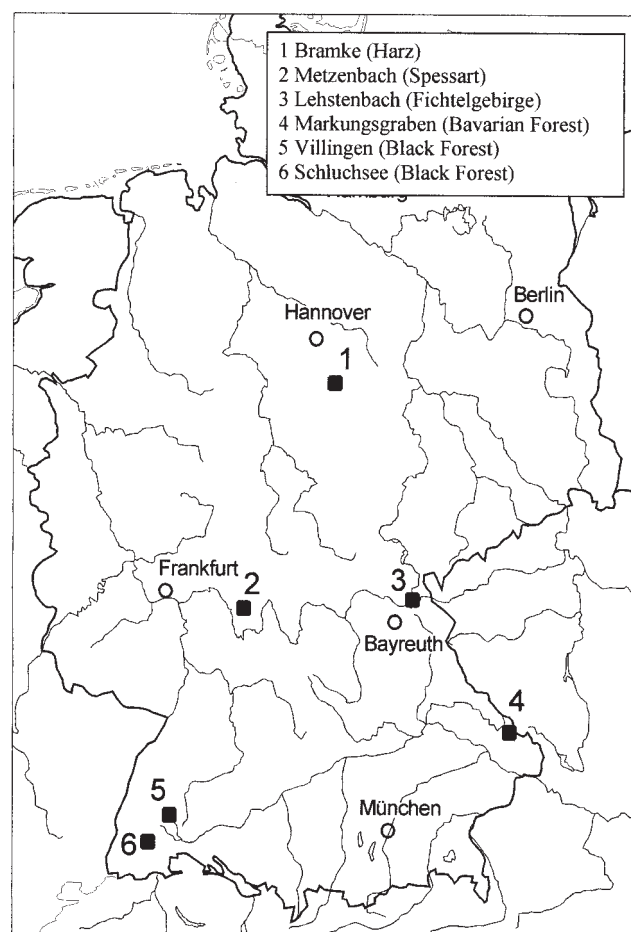 1 Bramke (Harz)
2 Metzenbach (Spessart)
3 Lehstenbach (Fichtelgebirge)
4 Markungsgraben (Bavarian Forest)
5 Villingen (Black Forest)
6 Schluchsee (Black Forest)
Berlin
Hannover
1
Frankfurt
2
3
Bayreuth
4
5
München
6